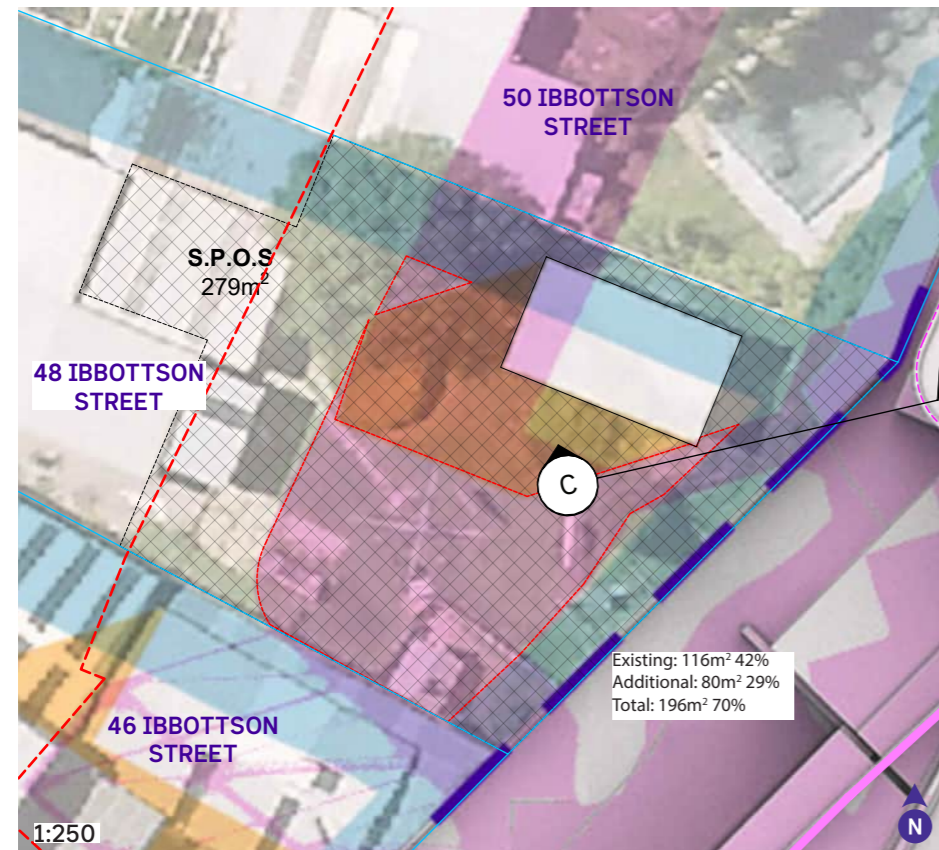 50 IBBOTTSON
STREET
S.P.O.S
279m²
48 IBBOTTSON
STREET
C
Existing: 116m² 42%
Additional: 80m² 29%
Total: 196m² 70%
46 IBBOTTSON
STREET
1:250
N